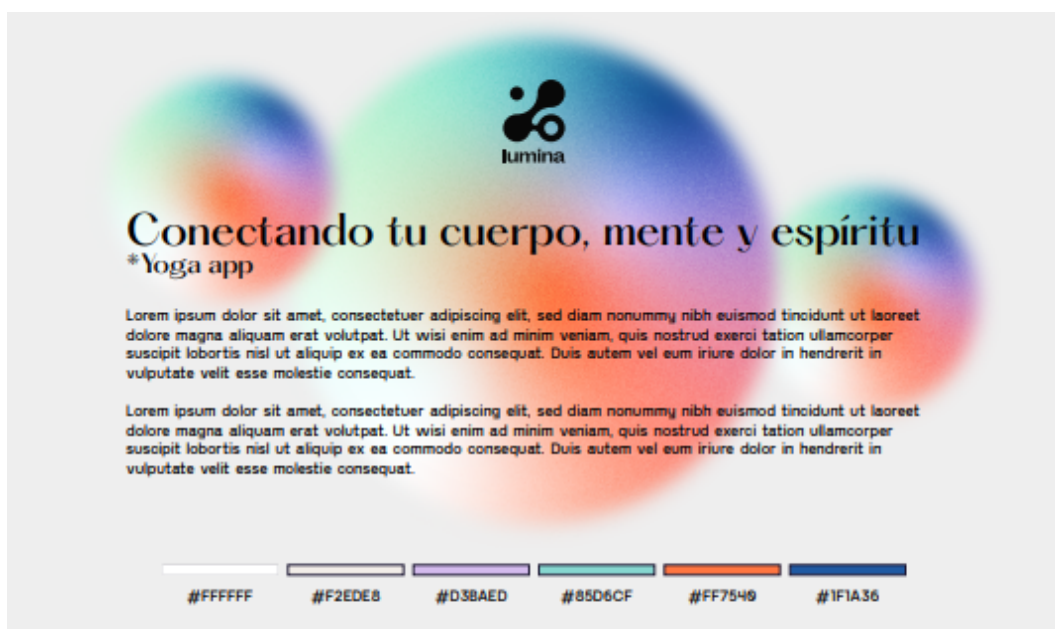 lumina
Conectando tu cuerpo, mente y espíritu
*Yoga app
Lorem ipsum dolor sit amet, consectetuer adipiscing elit, sed diam nonummy nibh euismod tincidunt ut laoreet
dolore magna aliquam erat volutpat. Ut wisi enim ad minim veniam, quis nostrud exerci tation ullamcorper
suscipit lobortis nisl ut aliquip ex ea commodo consequat. Duis autem vel eum iriure dolor in hendrerit in
vulputate velit esse molestie consequat.
Lorem ipsum dolor sit amet, consectetuer adipiscing elit, sed diam nonummy nibh euismod tincidunt ut laoreet
dolore magna aliquam erat volutpat. Ut wisi enim ad minim veniam, quis nostrud exerci tation ullamcorper
suscipit lobortis nisl ut aliquip ex ea commodo consequat. Duis autem vel eum iriure dolor in hendrerit in
vulputate velit esse molestie consequat.
#FFFFFF #F2EDE8 #D3BAED #85D6CF #FF7549 #1F1A36